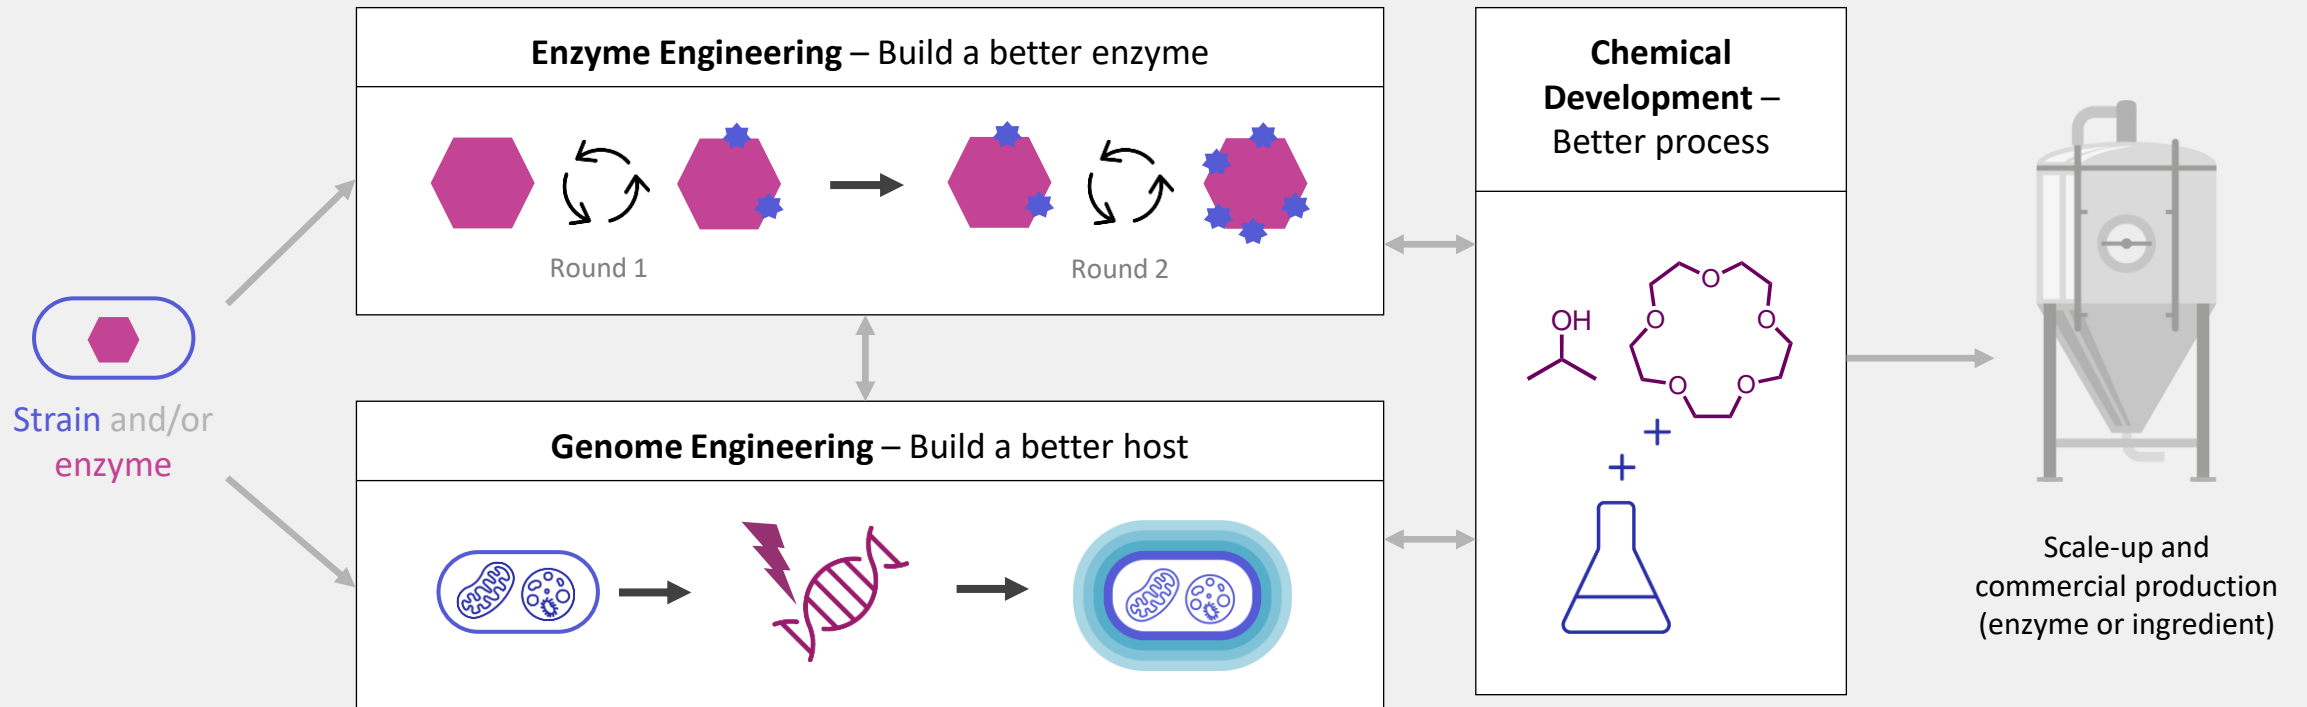 Enzyme Engineering – Build a better enzyme
Round 1
Round 2
Strain and/or
enzyme
Genome Engineering – Build a better host
Chemical
Development –
Better process
OH
O
O
O
O
O
+
+
Scale-up and
commercial production
(enzyme or ingredient)